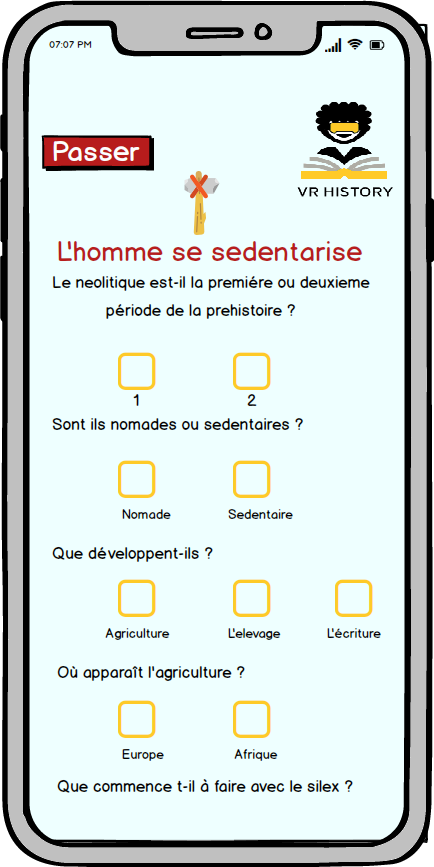 07:07 PM
Passer
VR HISTORY
L'homme se sedentarise
Le neolitique est-il la premiére ou deuxieme
période de la prehistoire ?
1 2
Sont ils nomades ou sedentaires ?
Nomade Sedentaire
Que développent-ils ?
Agriculture L'elevage L'écriture
Où apparaît l'agriculture ?
Europe Afrique
Que commence t-il à faire avec le silex ?